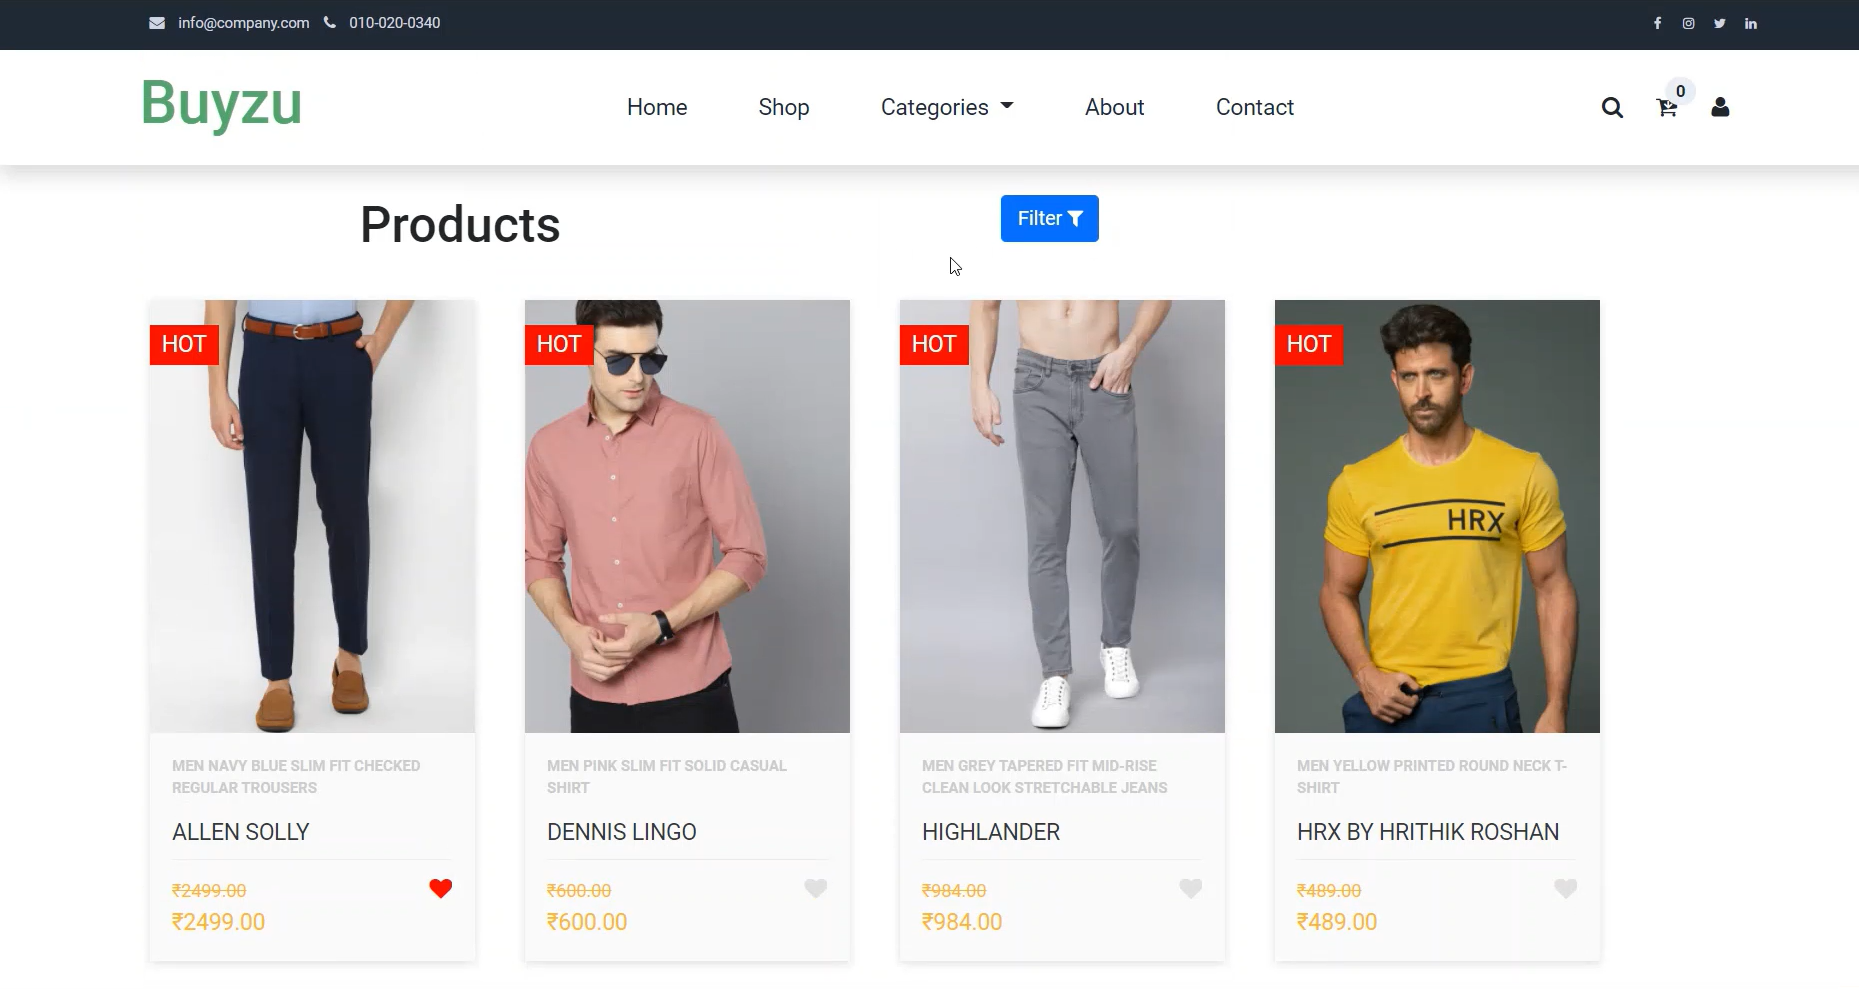 info@company.com 010-020-0340
Buyzu
Home Shop Categories About Contact
0
Products
Filter
HOT
MEN NAVY BLUE SLIM FIT CHECKED
REGULAR TROUSERS
ALLEN SOLLY
₹2499.00
₹2499.00
HOT
MEN PINK SLIM FIT SOLID CASUAL
SHIRT
DENNIS LINGO
₹600.00
₹600.00
HOT
MEN GREY TAPERED FIT MID-RISE
CLEAN LOOK STRETCHABLE JEANS
HIGHLANDER
₹984.00
₹984.00
HOT
HRX
MEN YELLOW PRINTED ROUND NECK T-
SHIRT
HRX BY HRITHIK ROSHAN
₹489.00
₹489.00